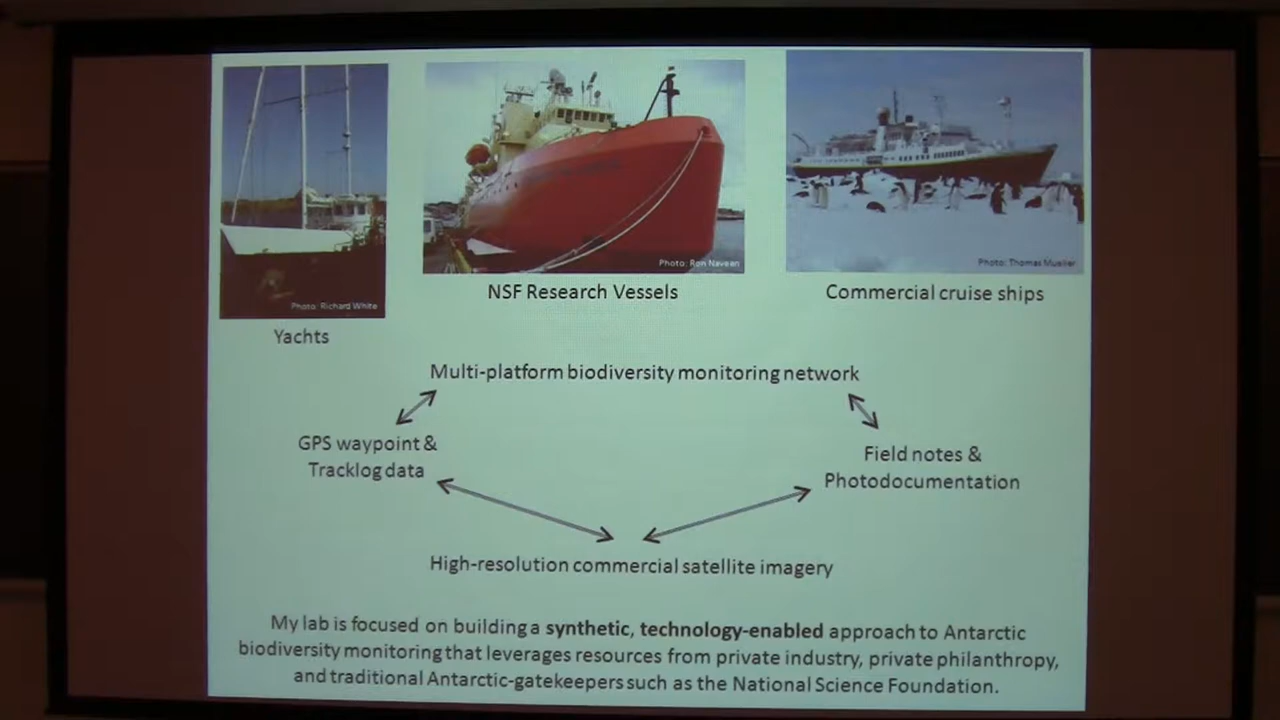 Photo: Richard White
Photo: Ron Naveen
Photo: Thomas Mueller
Yachts
NSF Research Vessels
Commercial cruise ships
Multi-platform biodiversity monitoring network
GPS waypoint &
Tracklog data
Field notes &
Photodocumentation
High-resolution commercial satellite imagery
My lab is focused on building a synthetic, technology-enabled approach to Antarctic
biodiversity monitoring that leverages resources from private industry, private philanthropy,
and traditional Antarctic-gatekeepers such as the National Science Foundation.